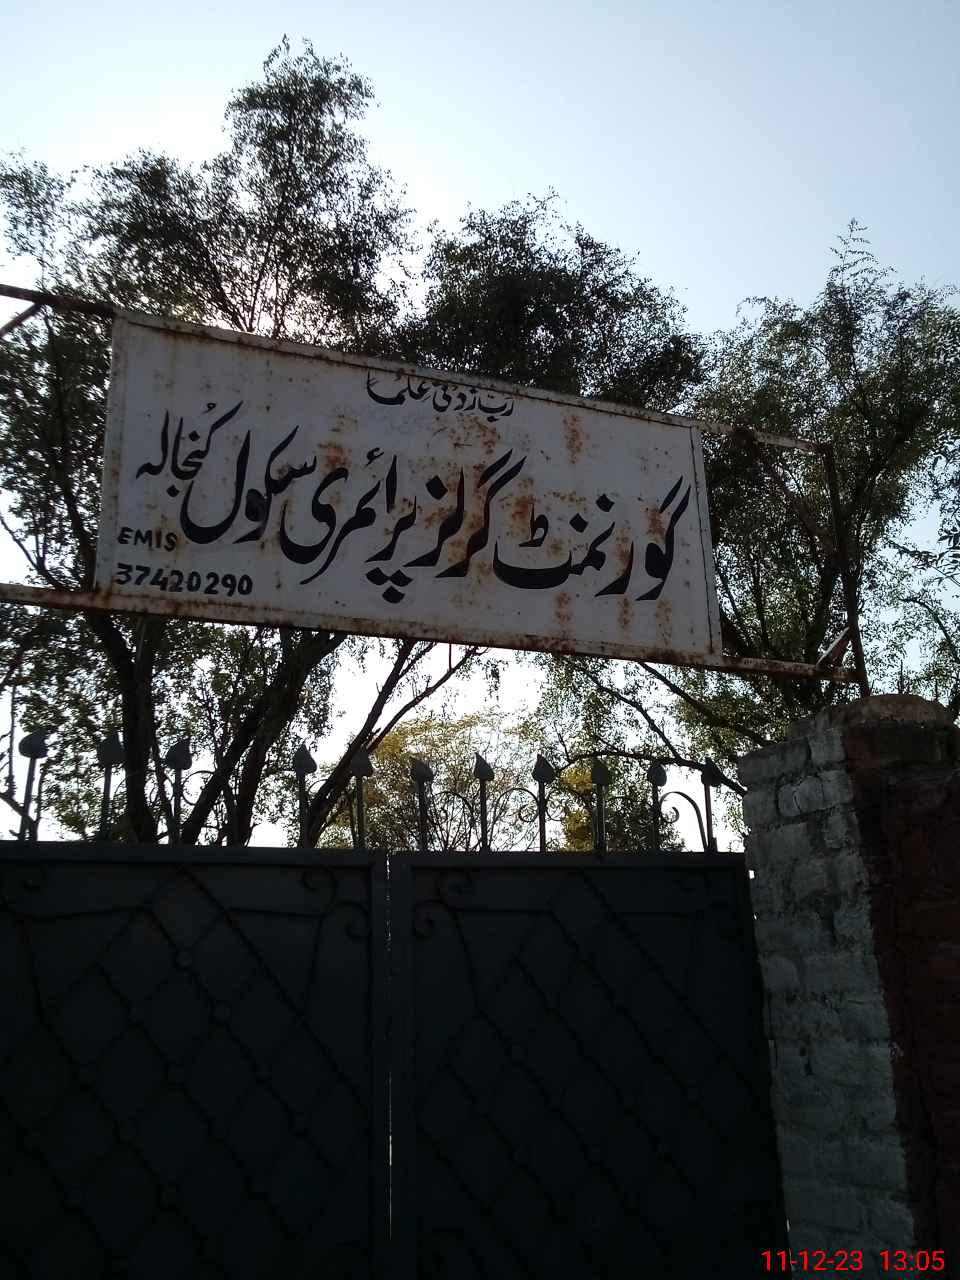 رب زدنی علما
گورنمنٹ گرلز پرائمری سکول کنجالہ
EMIS
37420290
11-12-23 13:05